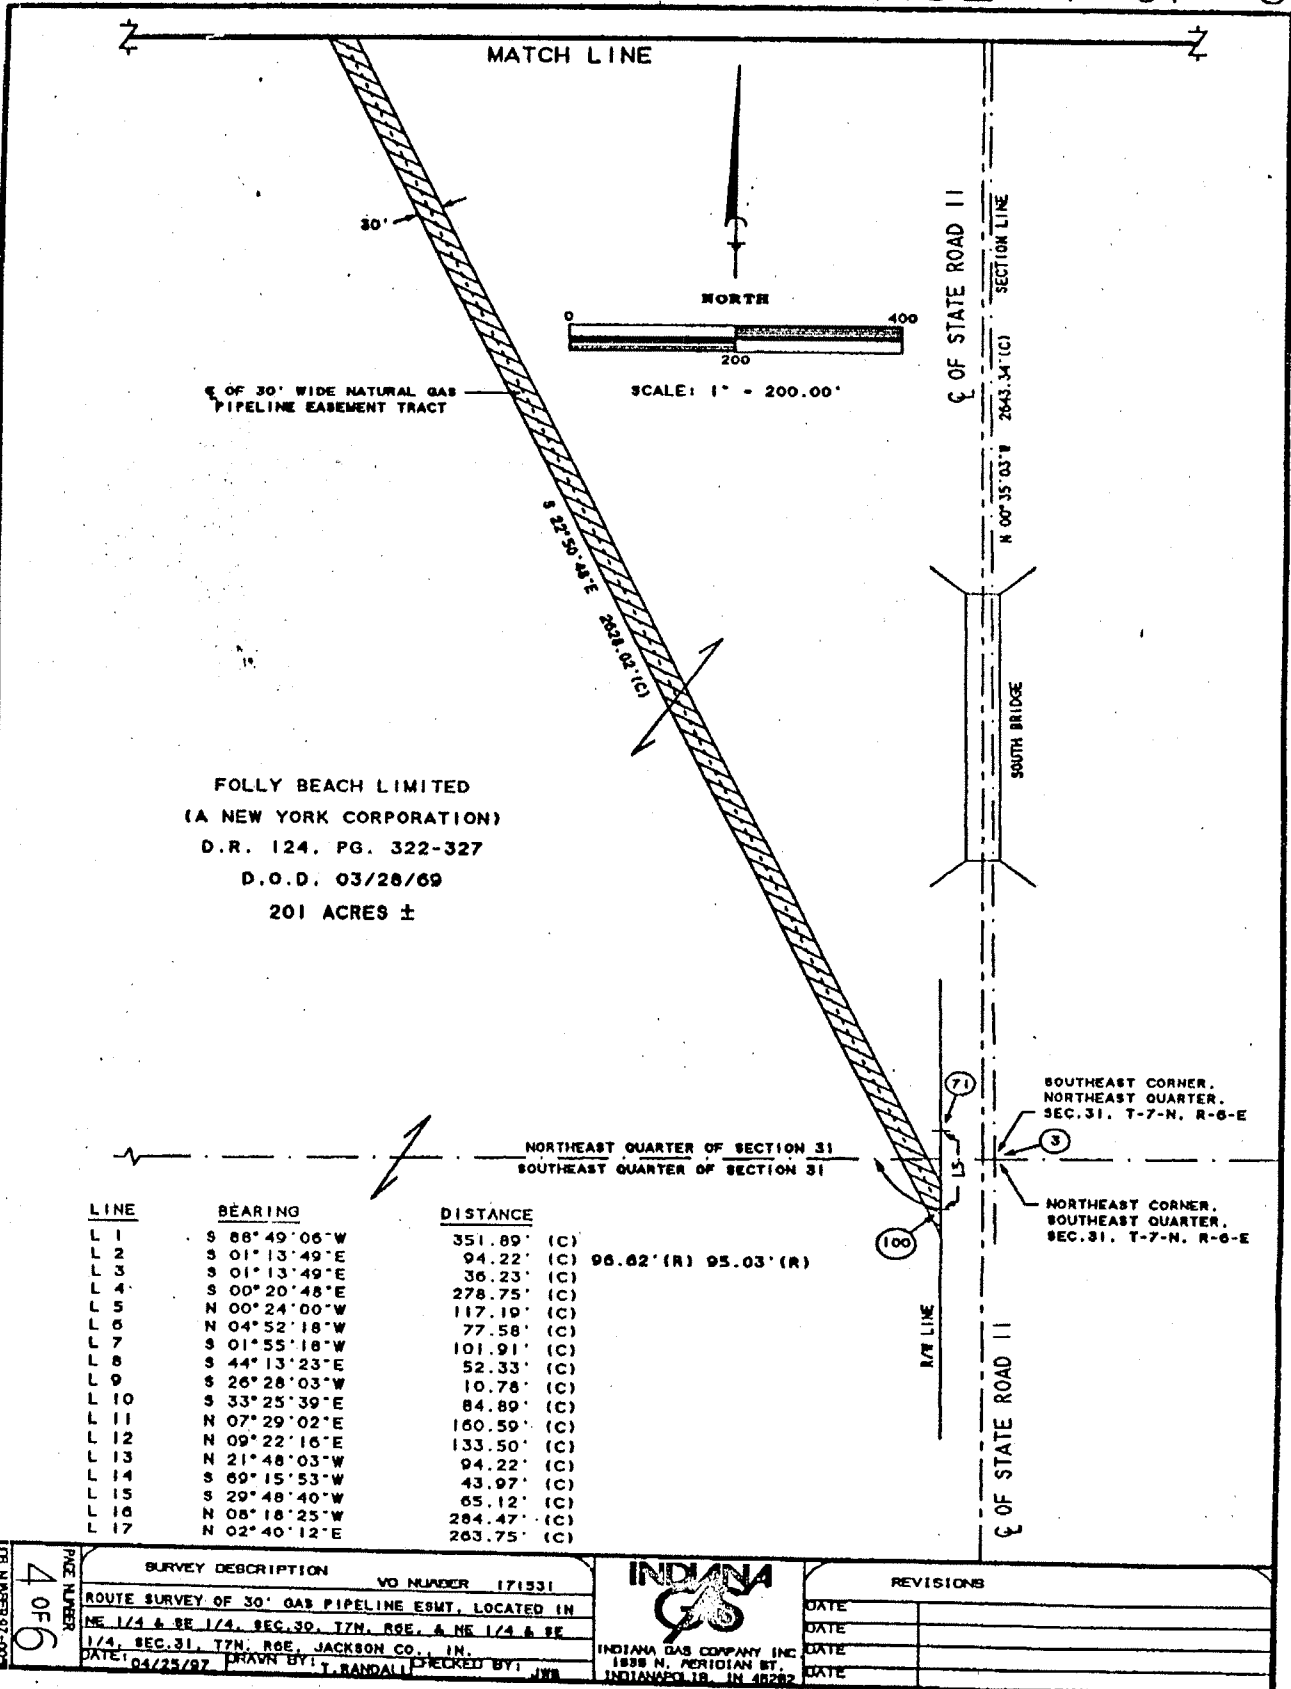 MATCH LINE
30'
NORTH
0 400
200
SCALE: 1" - 200.00'
℄ OF STATE ROAD 11
SECTION LINE
N 00°35'03"W 2643.34'(C)
℄ OF 30' WIDE NATURAL GAS
PIPELINE EASEMENT TRACT
S 22°50'48"E 2628.02'(C)
SOUTH BRIDGE
FOLLY BEACH LIMITED
(A NEW YORK CORPORATION)
D.R. 124, PG. 322-327
D.O.D. 03/28/69
201 ACRES ±
71
SOUTHEAST CORNER,
NORTHEAST QUARTER,
SEC.31, T-7-N, R-6-E
3
NORTHEAST QUARTER OF SECTION 31
SOUTHEAST QUARTER OF SECTION 31
L5
NORTHEAST CORNER,
SOUTHEAST QUARTER,
SEC.31, T-7-N, R-6-E
100
R/W LINE
℄ OF STATE ROAD 11
LINE BEARING DISTANCE
L 1 S 88°49'06"W 351.89' (C)
L 2 S 01°13'49"E 94.22' (C) 96.62'(R) 95.03'(R)
L 3 S 01°13'49"E 36.23' (C)
L 4 S 00°20'48"E 278.75' (C)
L 5 N 00°24'00"W 117.19' (C)
L 6 N 04°52'18"W 77.58' (C)
L 7 S 01°55'18"W 101.91' (C)
L 8 S 44°13'23"E 52.33' (C)
L 9 S 26°28'03"W 10.78' (C)
L 10 S 33°25'39"E 84.89' (C)
L 11 N 07°29'02"E 160.59' (C)
L 12 N 09°22'16"E 133.50' (C)
L 13 N 21°48'03"W 94.22' (C)
L 14 S 69°15'53"W 43.97' (C)
L 15 S 29°48'40"W 65.12' (C)
L 16 N 08°18'25"W 284.47' (C)
L 17 N 02°40'12"E 263.75' (C)
PAGE NUMBER
4 OF 6
SURVEY DESCRIPTION WO NUMBER 171531
ROUTE SURVEY OF 30' GAS PIPELINE ESMT, LOCATED IN
NE 1/4 & SE 1/4, SEC.30, T7N, R6E, & NE 1/4 & SE
1/4, SEC.31, T7N, R6E, JACKSON CO., IN.
DATE: 04/25/97 DRAWN BY: T.RANDALL CHECKED BY: JWB
INDIANA
GAS
INDIANA GAS COMPANY INC
1630 N. MERIDIAN ST.
INDIANAPOLIS, IN 46202
REVISIONS
DATE
DATE
DATE
DATE